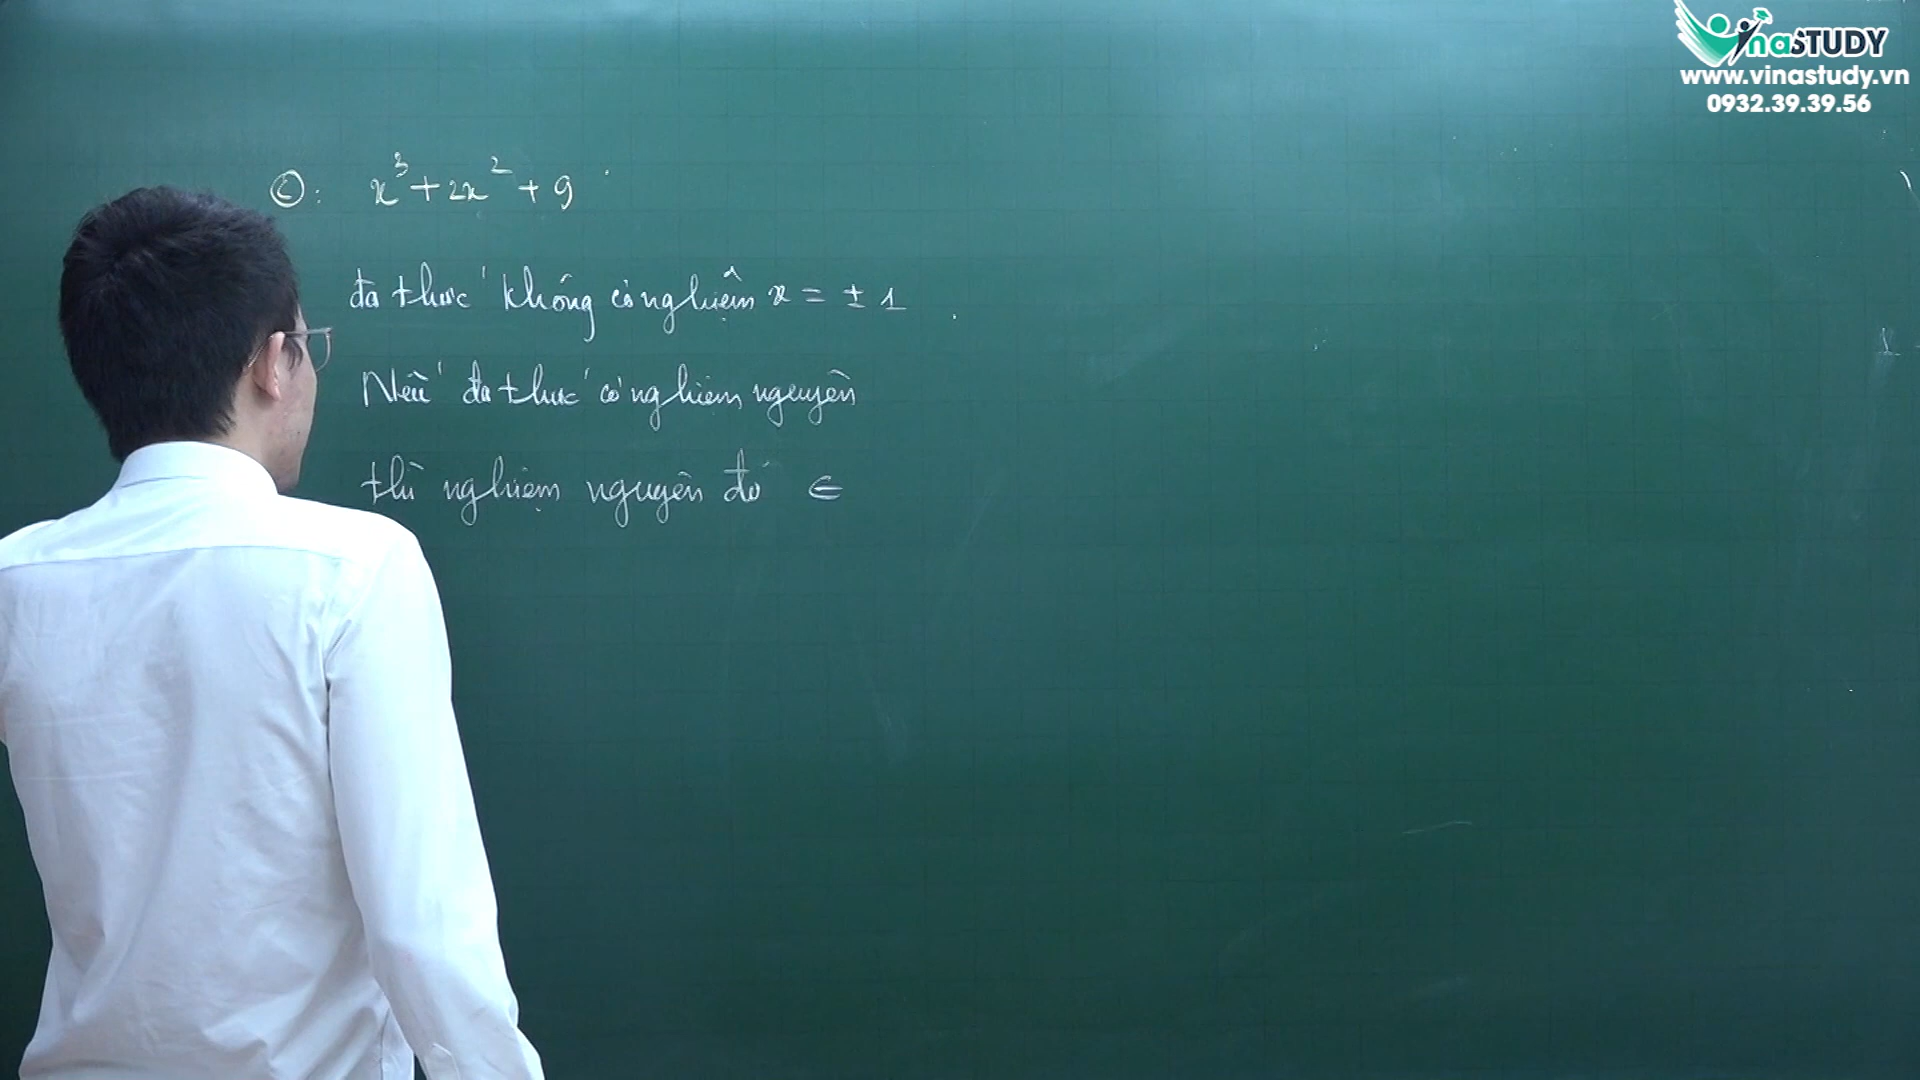 VinaSTUDY
www.vinastudy.vn
0932.39.39.56
c: x³ + 2x² + 9
đa thức không có nghiệm x = ± 1
Nếu đa thức có nghiệm nguyên
thì nghiệm nguyên đó ∈